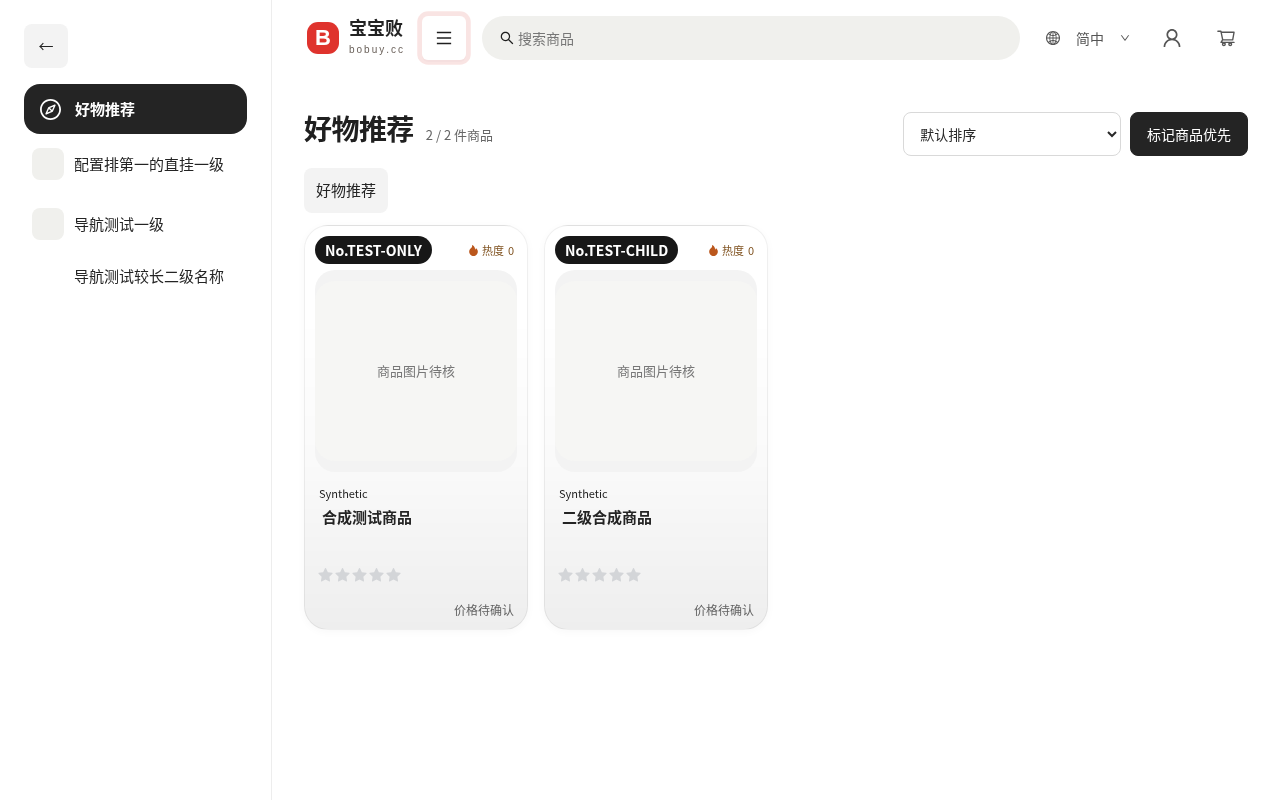 ←
好物推荐
配置排第一的直挂一级
导航测试一级
导航测试较长二级名称
B 宝宝败
bobuy.cc
搜索商品
简中
好物推荐 2 / 2 件商品
默认排序
标记商品优先
好物推荐
No.TEST-ONLY 热度 0
商品图片待核
Synthetic
合成测试商品
价格待确认
No.TEST-CHILD 热度 0
商品图片待核
Synthetic
二级合成商品
价格待确认